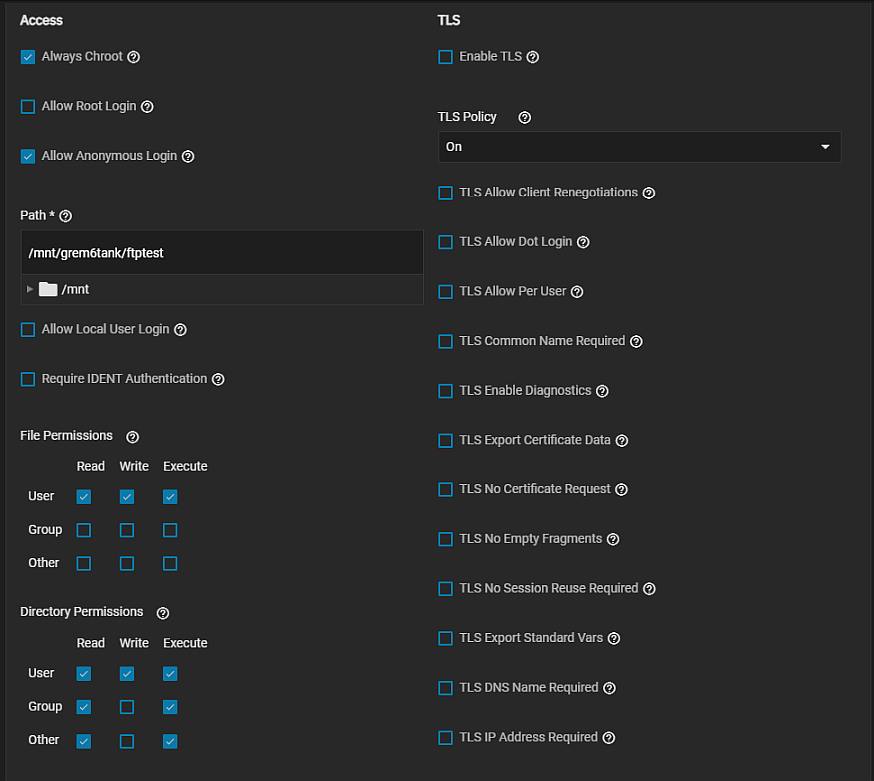 Access
Always Chroot
Allow Root Login
Allow Anonymous Login
Path *
/mnt/grem6tank/ftptest
/mnt
Allow Local User Login
Require IDENT Authentication
File Permissions
Read Write Execute
User
Group
Other
Directory Permissions
Read Write Execute
User
Group
Other
TLS
Enable TLS
TLS Policy
On
TLS Allow Client Renegotiations
TLS Allow Dot Login
TLS Allow Per User
TLS Common Name Required
TLS Enable Diagnostics
TLS Export Certificate Data
TLS No Certificate Request
TLS No Empty Fragments
TLS No Session Reuse Required
TLS Export Standard Vars
TLS DNS Name Required
TLS IP Address Required